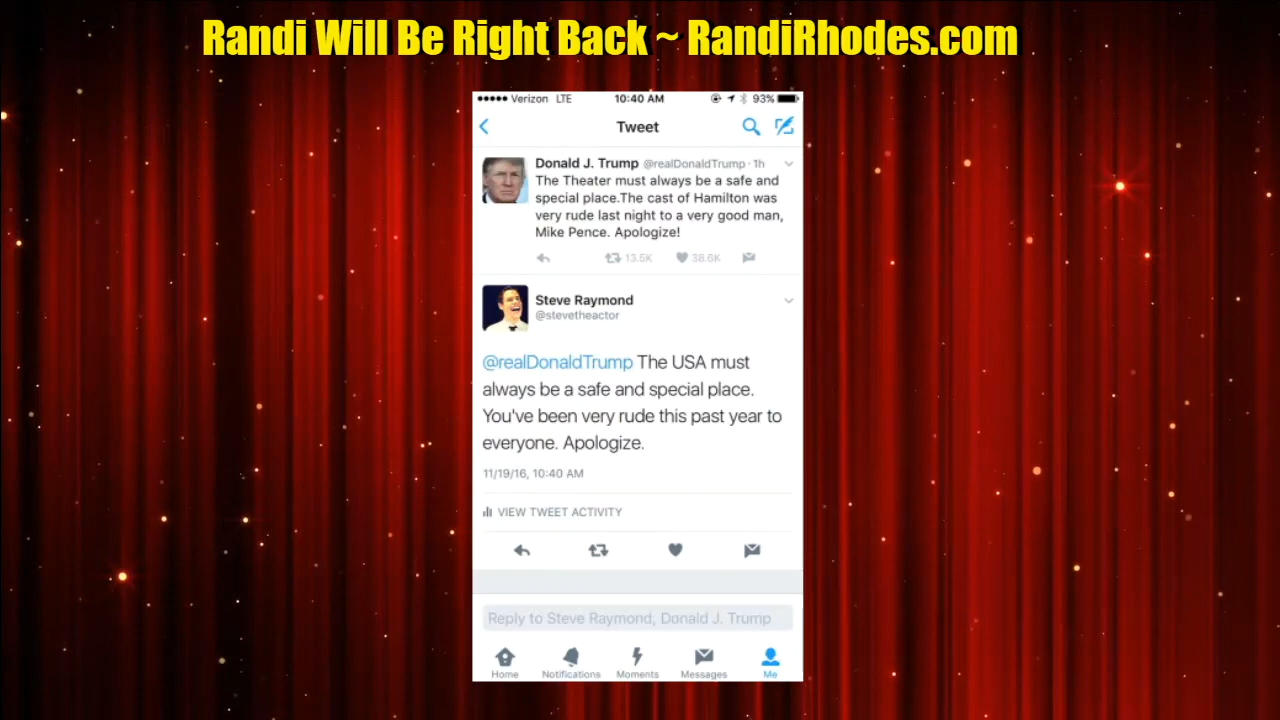 Randi Will Be Right Back ~ RandiRhodes.com
Verizon LTE 10:40 AM 93%
Tweet
Donald J. Trump @realDonaldTrump · 1h
The Theater must always be a safe and
special place.The cast of Hamilton was
very rude last night to a very good man,
Mike Pence. Apologize!
13.5K 38.6K
Steve Raymond
@stevetheactor
@realDonaldTrump The USA must
always be a safe and special place.
You've been very rude this past year to
everyone. Apologize.
11/19/16, 10:40 AM
VIEW TWEET ACTIVITY
Reply to Steve Raymond, Donald J. Trump
Home Notifications Moments Messages Me